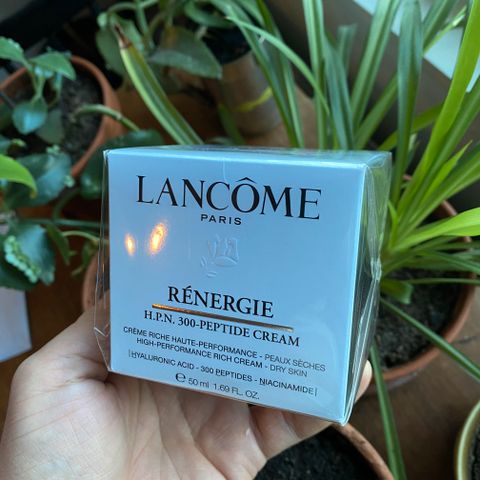 LANCÔME
PARIS
RÉNERGIE
H.P.N. 300-PEPTIDE CREAM
CRÈME RICHE HAUTE-PERFORMANCE - PEAUX SÈCHES
HIGH-PERFORMANCE RICH CREAM - DRY SKIN
|HYALURONIC ACID - 300 PEPTIDES - NIACINAMIDE|
℮ 50 ml 1.69 FL. OZ.